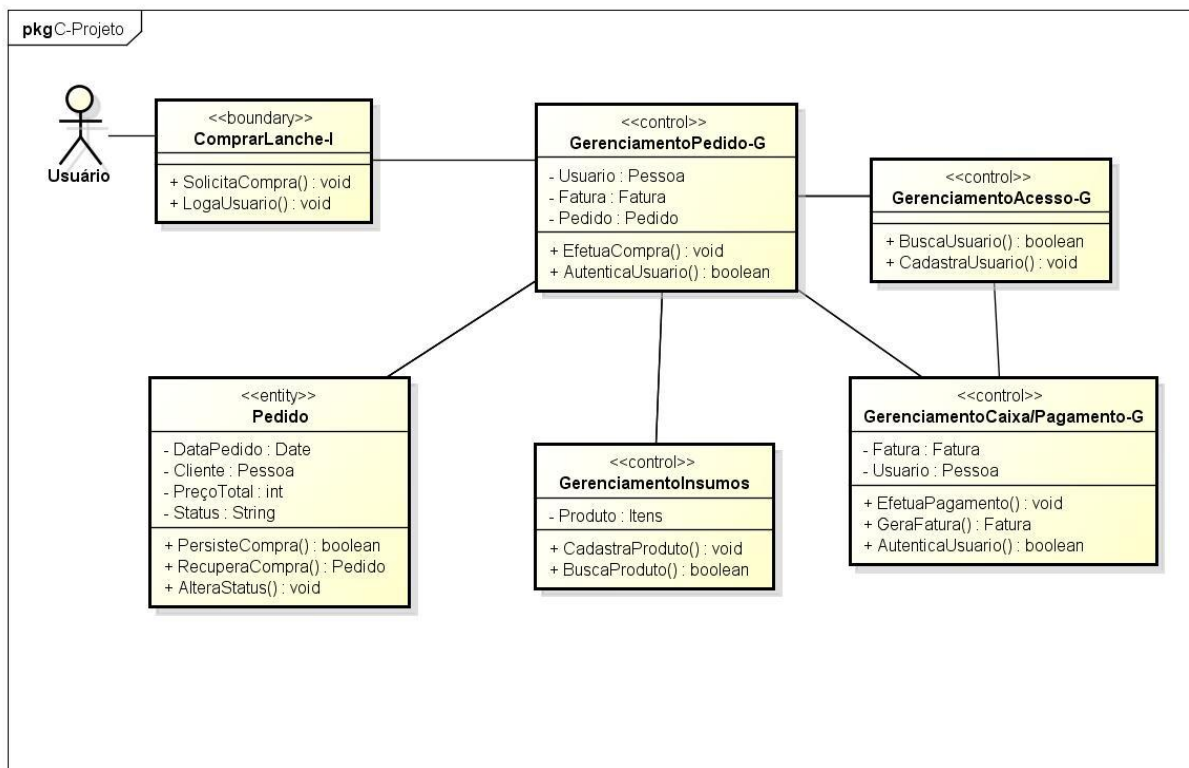 pkg C-Projeto
Usuário
<<boundary>>
ComprarLanche-I
+ SolicitaCompra() : void
+ LogaUsuario() : void
<<control>>
GerenciamentoPedido-G
- Usuario : Pessoa
- Fatura : Fatura
- Pedido : Pedido
+ EfetuaCompra() : void
+ AutenticaUsuario() : boolean
<<control>>
GerenciamentoAcesso-G
+ BuscaUsuario() : boolean
+ CadastraUsuario() : void
<<entity>>
Pedido
- DataPedido : Date
- Cliente : Pessoa
- PreçoTotal : int
- Status : String
+ PersisteCompra() : boolean
+ RecuperaCompra() : Pedido
+ AlteraStatus() : void
<<control>>
GerenciamentoInsumos
- Produto : Itens
+ CadastraProduto() : void
+ BuscaProduto() : boolean
<<control>>
GerenciamentoCaixa/Pagamento-G
- Fatura : Fatura
- Usuario : Pessoa
+ EfetuaPagamento() : void
+ GeraFatura() : Fatura
+ AutenticaUsuario() : boolean